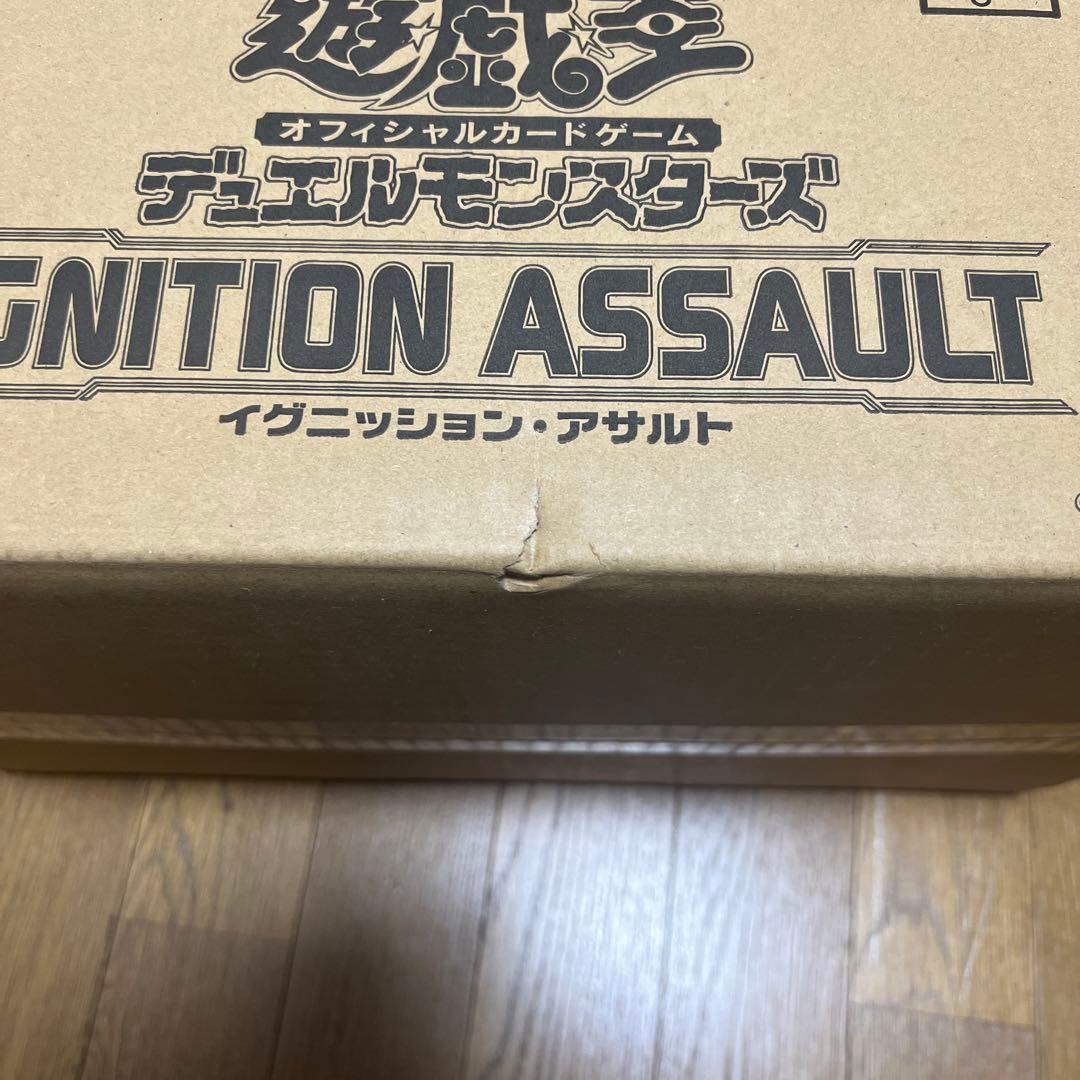 遊戯王
オフィシャルカードゲーム
デュエルモンスターズ
GNITION ASSAULT
イグニッション・アサルト